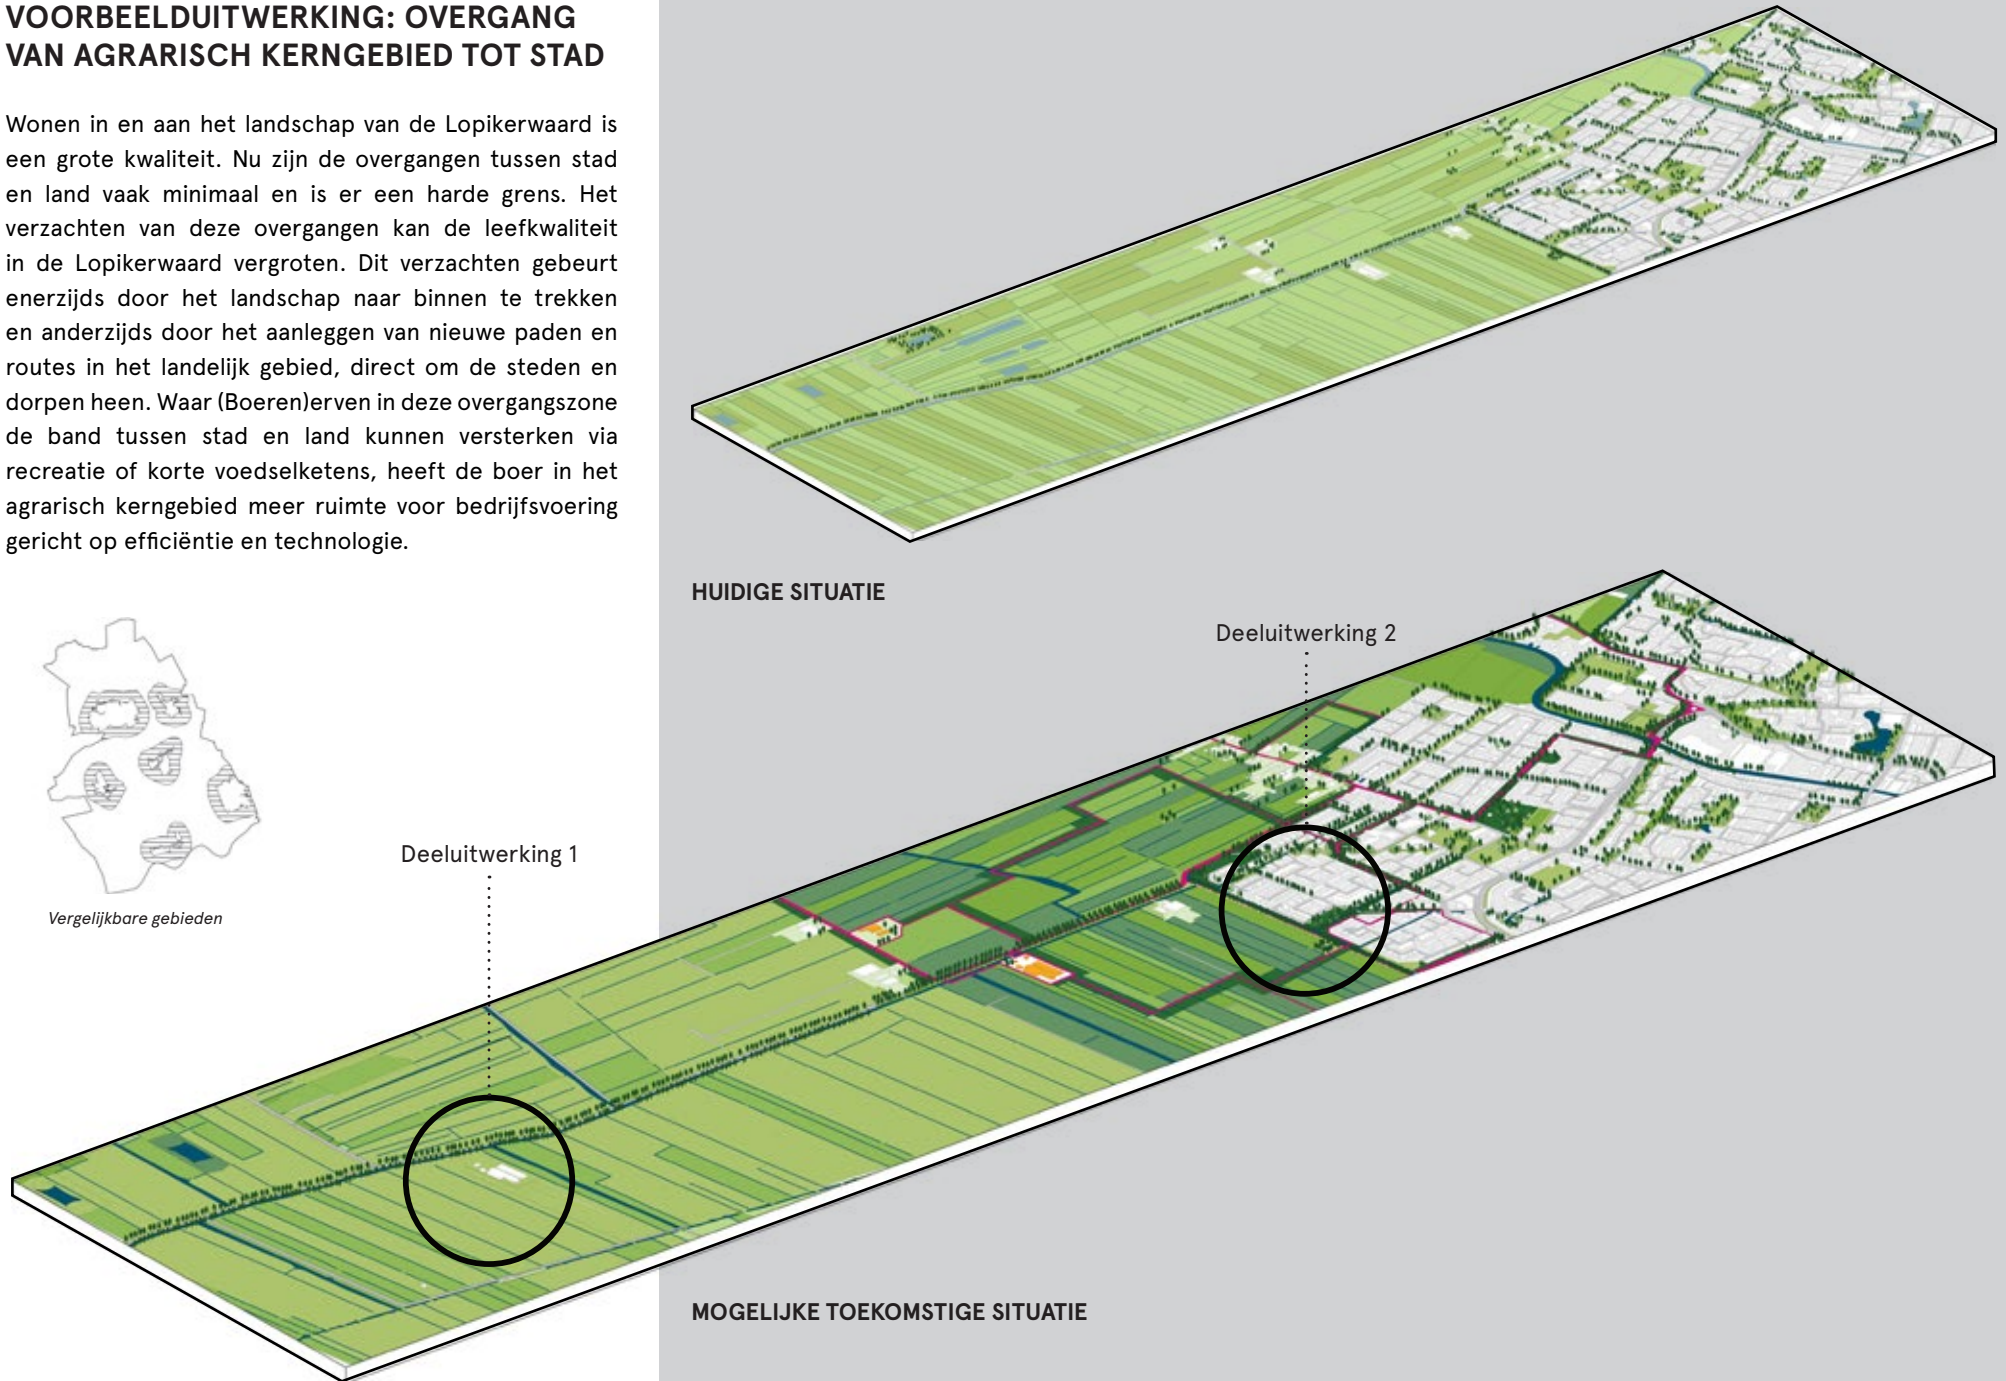 VOORBEELDUITWERKING: OVERGANG
VAN AGRARISCH KERNGEBIED TOT STAD
Wonen in en aan het landschap van de Lopikerwaard is
een grote kwaliteit. Nu zijn de overgangen tussen stad
en land vaak minimaal en is er een harde grens. Het
verzachten van deze overgangen kan de leefkwaliteit
in de Lopikerwaard vergroten. Dit verzachten gebeurt
enerzijds door het landschap naar binnen te trekken
en anderzijds door het aanleggen van nieuwe paden en
routes in het landelijk gebied, direct om de steden en
dorpen heen. Waar (Boeren)erven in deze overgangszone
de band tussen stad en land kunnen versterken via
recreatie of korte voedselketens, heeft de boer in het
agrarisch kerngebied meer ruimte voor bedrijfsvoering
gericht op efficiëntie en technologie.
HUIDIGE SITUATIE
Deeluitwerking 2
Deeluitwerking 1
Vergelijkbare gebieden
MOGELIJKE TOEKOMSTIGE SITUATIE